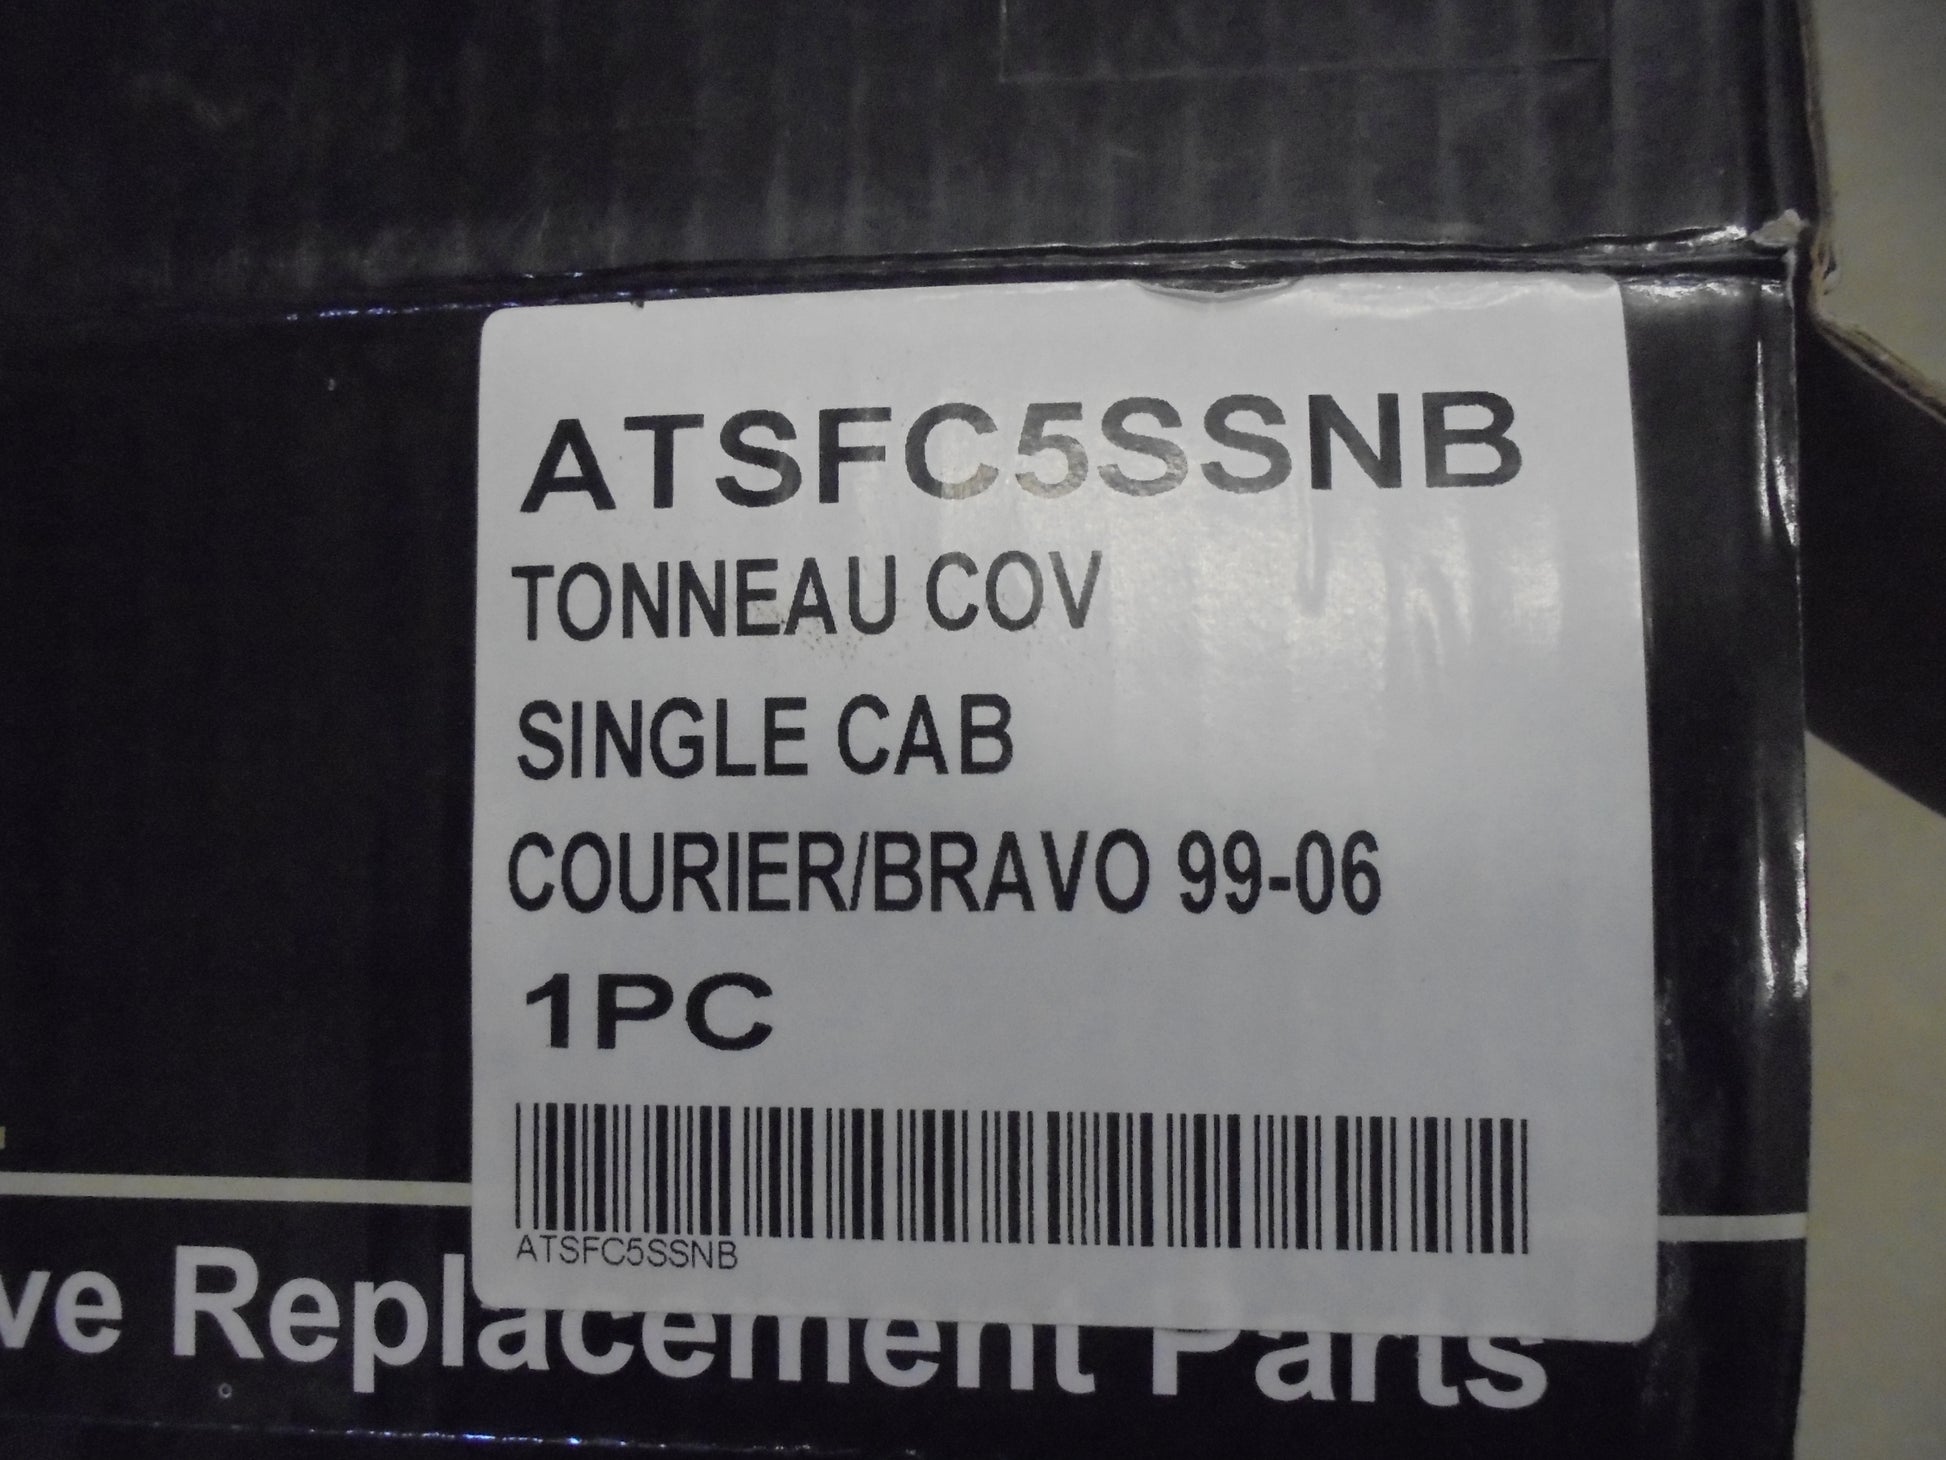 ATSFC5SSNB
TONNEAU COV
SINGLE CAB
COURIER/BRAVO 99-06
1PC
ATSFC5SSNB
ve Replacement Parts